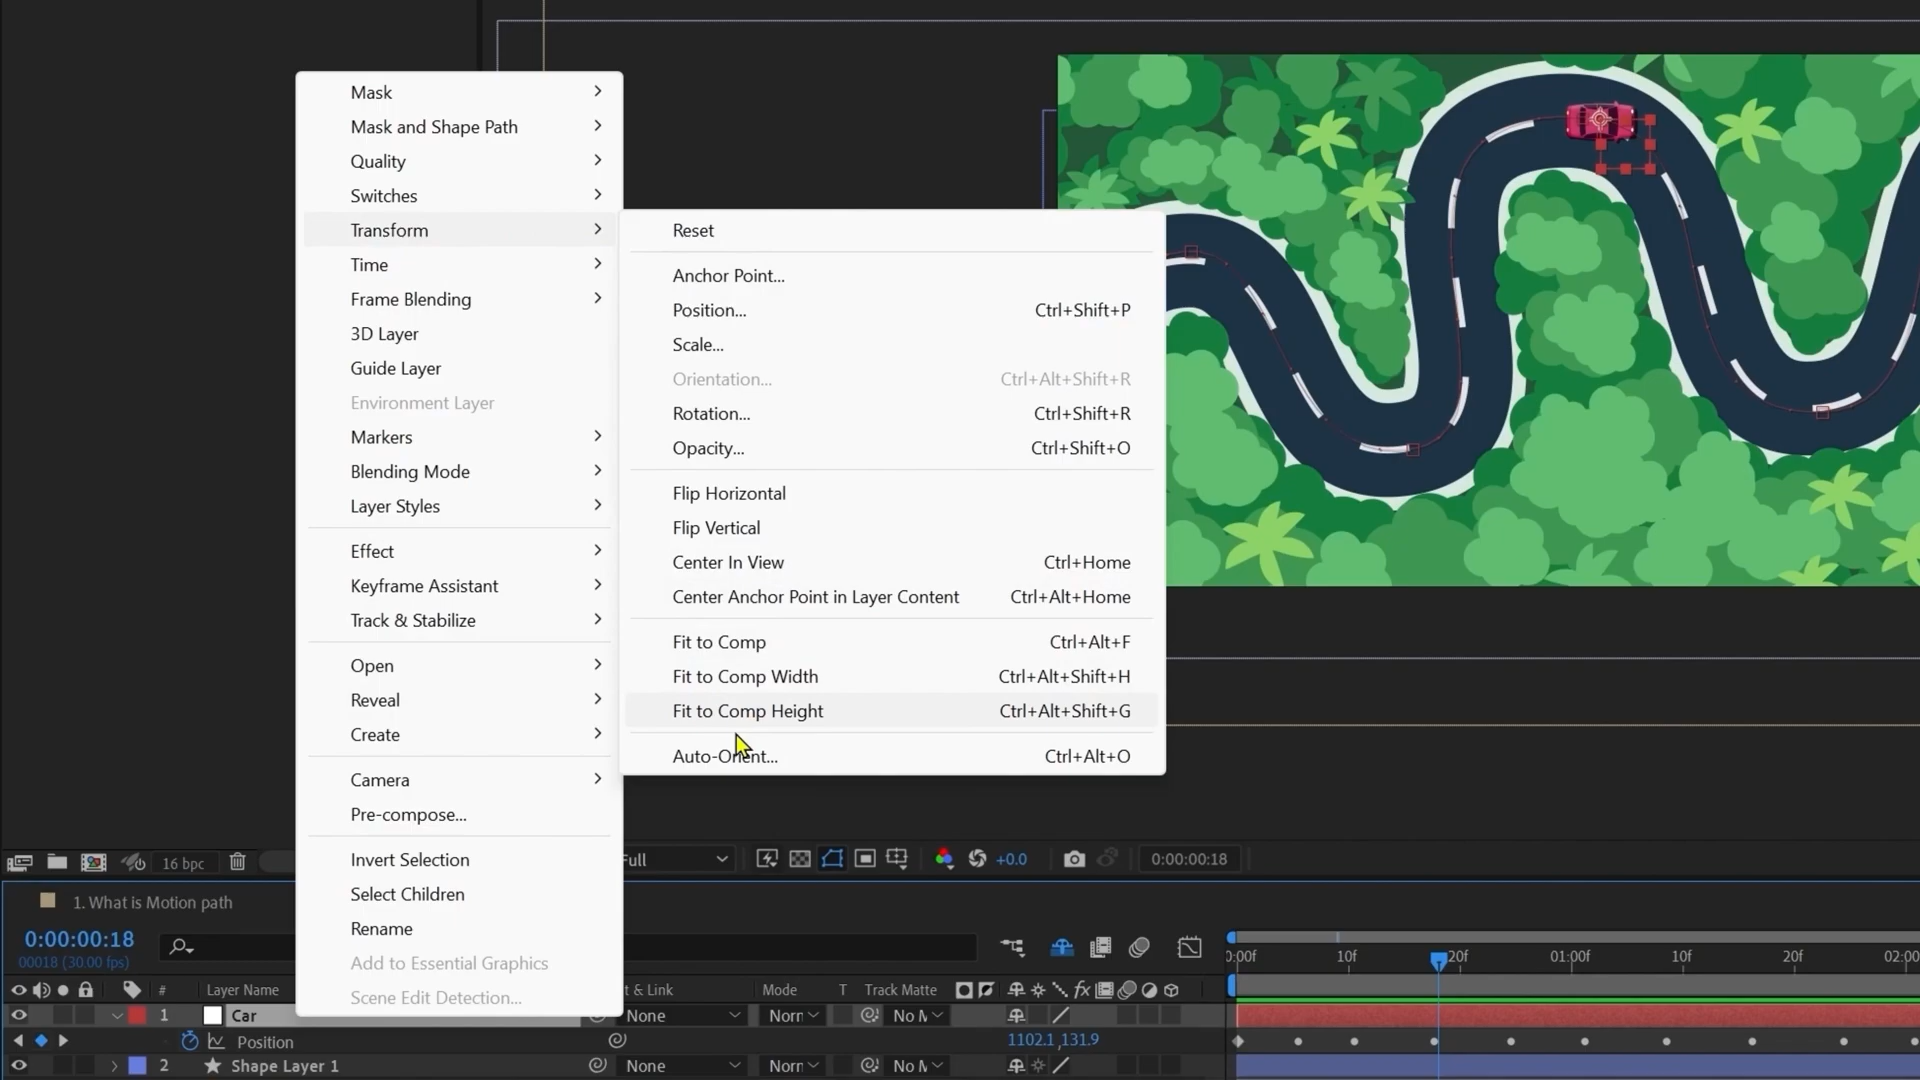 Mask
Mask and Shape Path
Quality
Switches
Transform
Time
Frame Blending
3D Layer
Guide Layer
Environment Layer
Markers
Blending Mode
Layer Styles
Effect
Keyframe Assistant
Track & Stabilize
Open
Reveal
Create
Camera
Pre-compose...
Invert Selection
Select Children
Rename
Add to Essential Graphics
Scene Edit Detection...
Reset
Anchor Point...
Position... Ctrl+Shift+P
Scale...
Orientation... Ctrl+Alt+Shift+R
Rotation... Ctrl+Shift+R
Opacity... Ctrl+Shift+O
Flip Horizontal
Flip Vertical
Center In View Ctrl+Home
Center Anchor Point in Layer Content Ctrl+Alt+Home
Fit to Comp Ctrl+Alt+F
Fit to Comp Width Ctrl+Alt+Shift+H
Fit to Comp Height Ctrl+Alt+Shift+G
Auto-Orient... Ctrl+Alt+O
16 bpc
Full +0.0 0:00:00:18
1. What is Motion path
0:00:00:18
00018 (30.00 fps)
0:00f 10f 20f 01:00f 10f 20f 02:00
# Layer Name t & Link Mode T Track Matte fx
1 Car None Norr No M
Position 1102.1,131.9
2 Shape Layer 1 None Norr No M